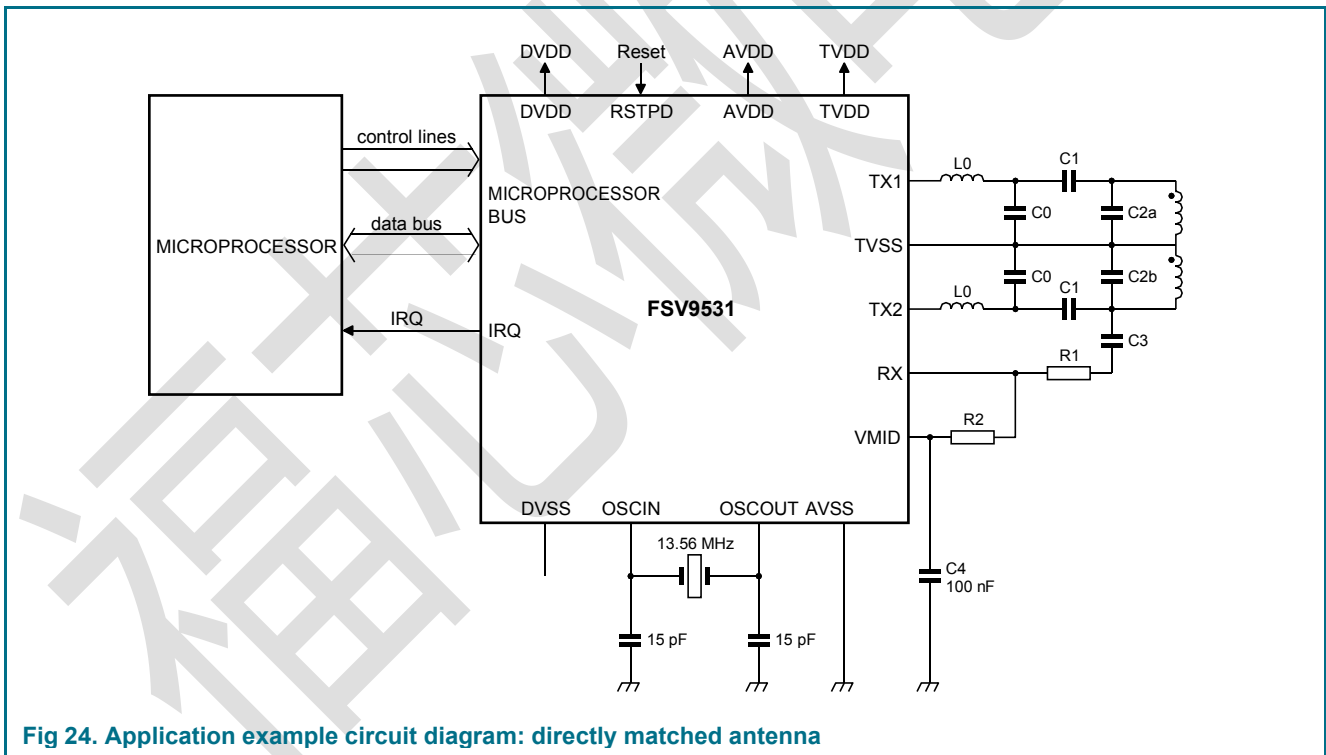 DVDD Reset AVDD TVDD
DVDD RSTPD AVDD TVDD
control lines
MICROPROCESSOR
BUS
data bus
MICROPROCESSOR
IRQ
IRQ
FSV9531
TX1
L0
C1
C0
C2a
TVSS
C0
C2b
TX2
L0
C1
C3
RX
R1
VMID
R2
DVSS OSCIN OSCOUT AVSS
13.56 MHz
C4
100 nF
15 pF
15 pF
Fig 24. Application example circuit diagram: directly matched antenna